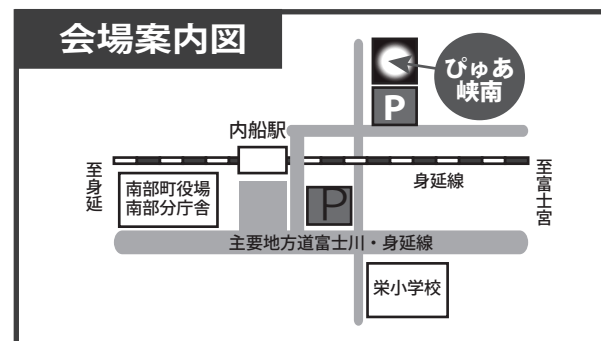 会場案内図
ぴゅあ
峡南
P
内船駅
至身延
身延線
至富士宮
南部町役場
南部分庁舎
P
主要地方道富士川・身延線
栄小学校